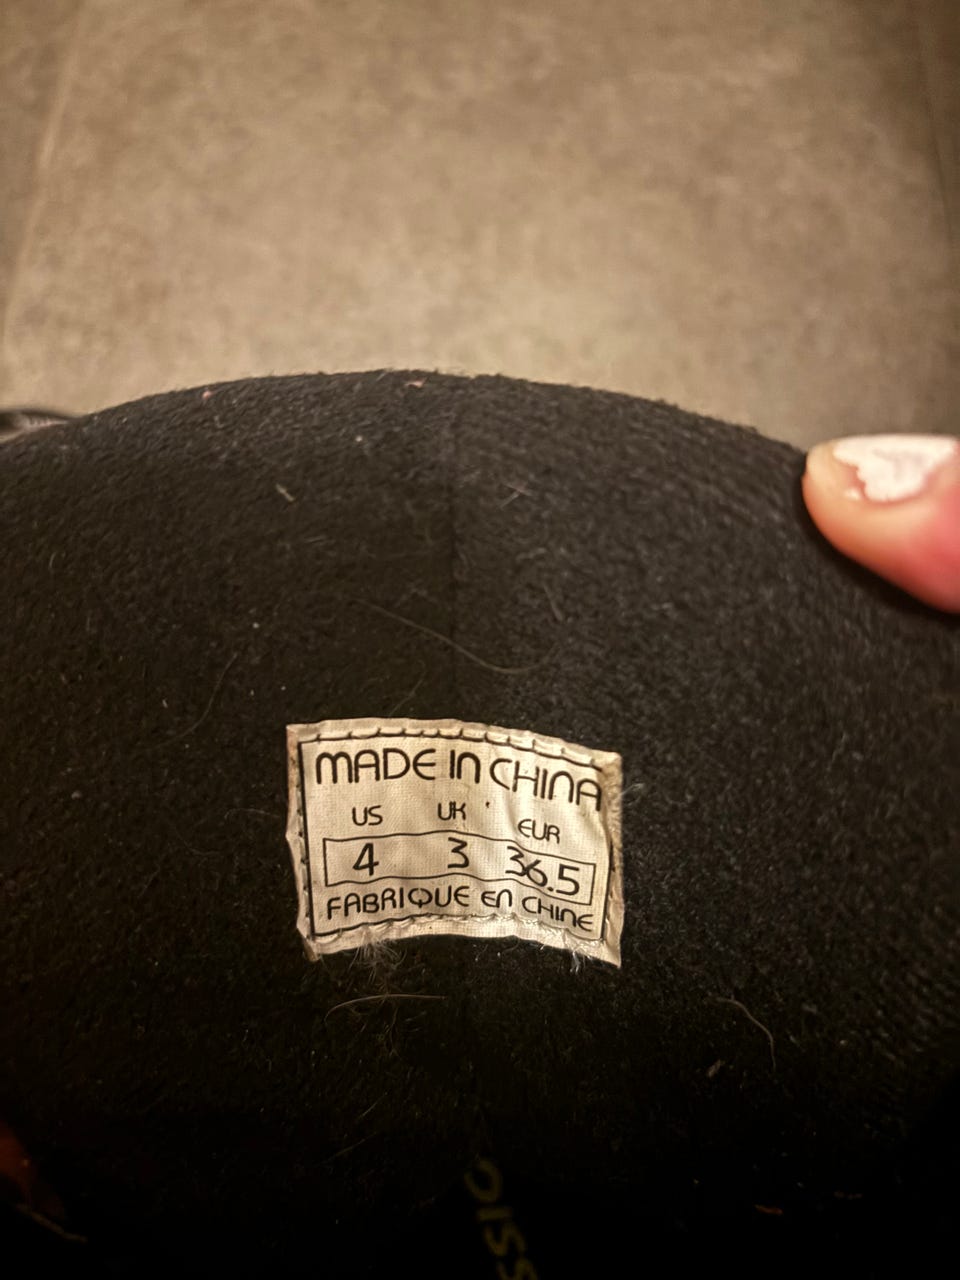 MADE IN CHINA
US UK EUR
4 3 36.5
FABRIQUE EN CHINE